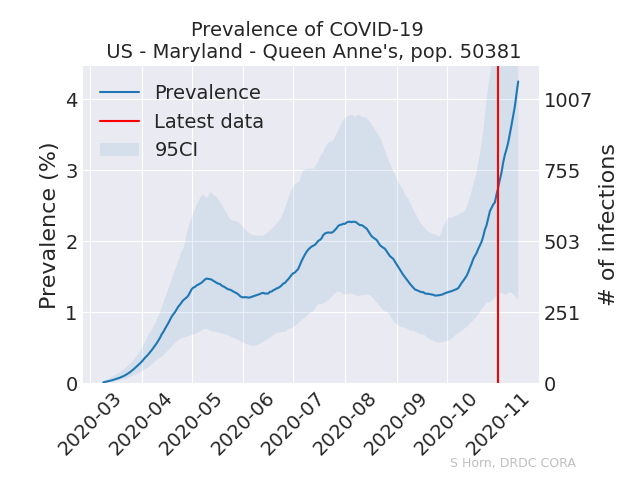 Prevalence of COVID-19
US - Maryland - Queen Anne's, pop. 50381
Prevalence
Latest data
95CI
Prevalence (%)
4
3
2
1
0
# of infections
1007
755
503
251
0
2020-03
2020-04
2020-05
2020-06
2020-07
2020-08
2020-09
2020-10
2020-11
S Horn, DRDC CORA